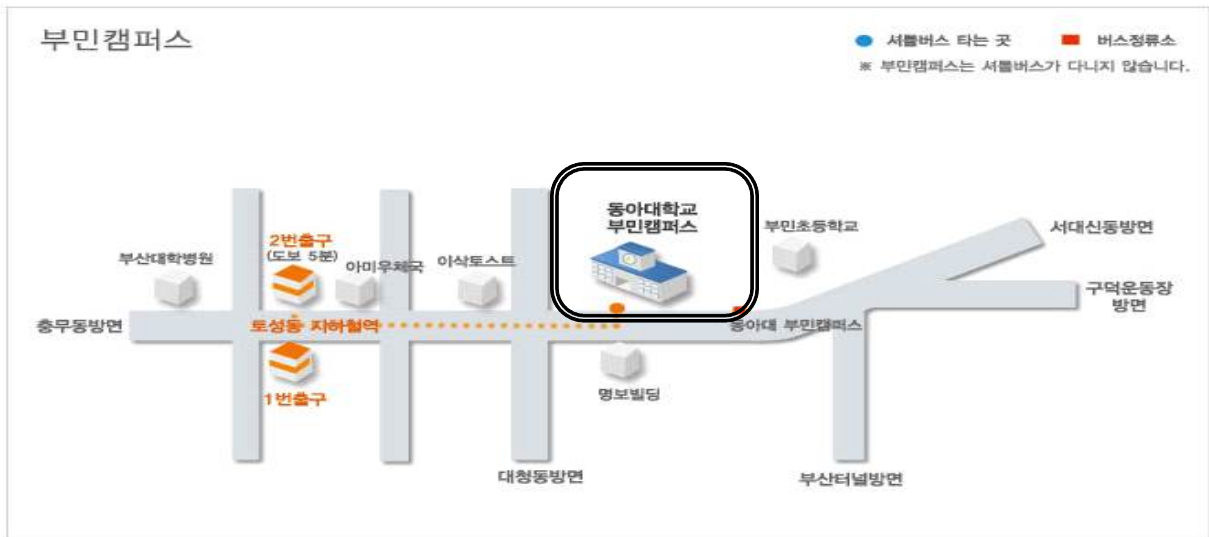 부민캠퍼스
셔틀버스 타는 곳
버스정류소
※ 부민캠퍼스는 셔틀버스가 다니지 않습니다.
동아대학교
부민캠퍼스
부민초등학교
서대신동방면
2번출구
(도보 5분)
부산대학병원
아미우체국
이삭토스트
구덕운동장
방면
충무동방면
토성동 지하철역
동아대 부민캠퍼스
1번출구
명보빌딩
대청동방면
부산터널방면